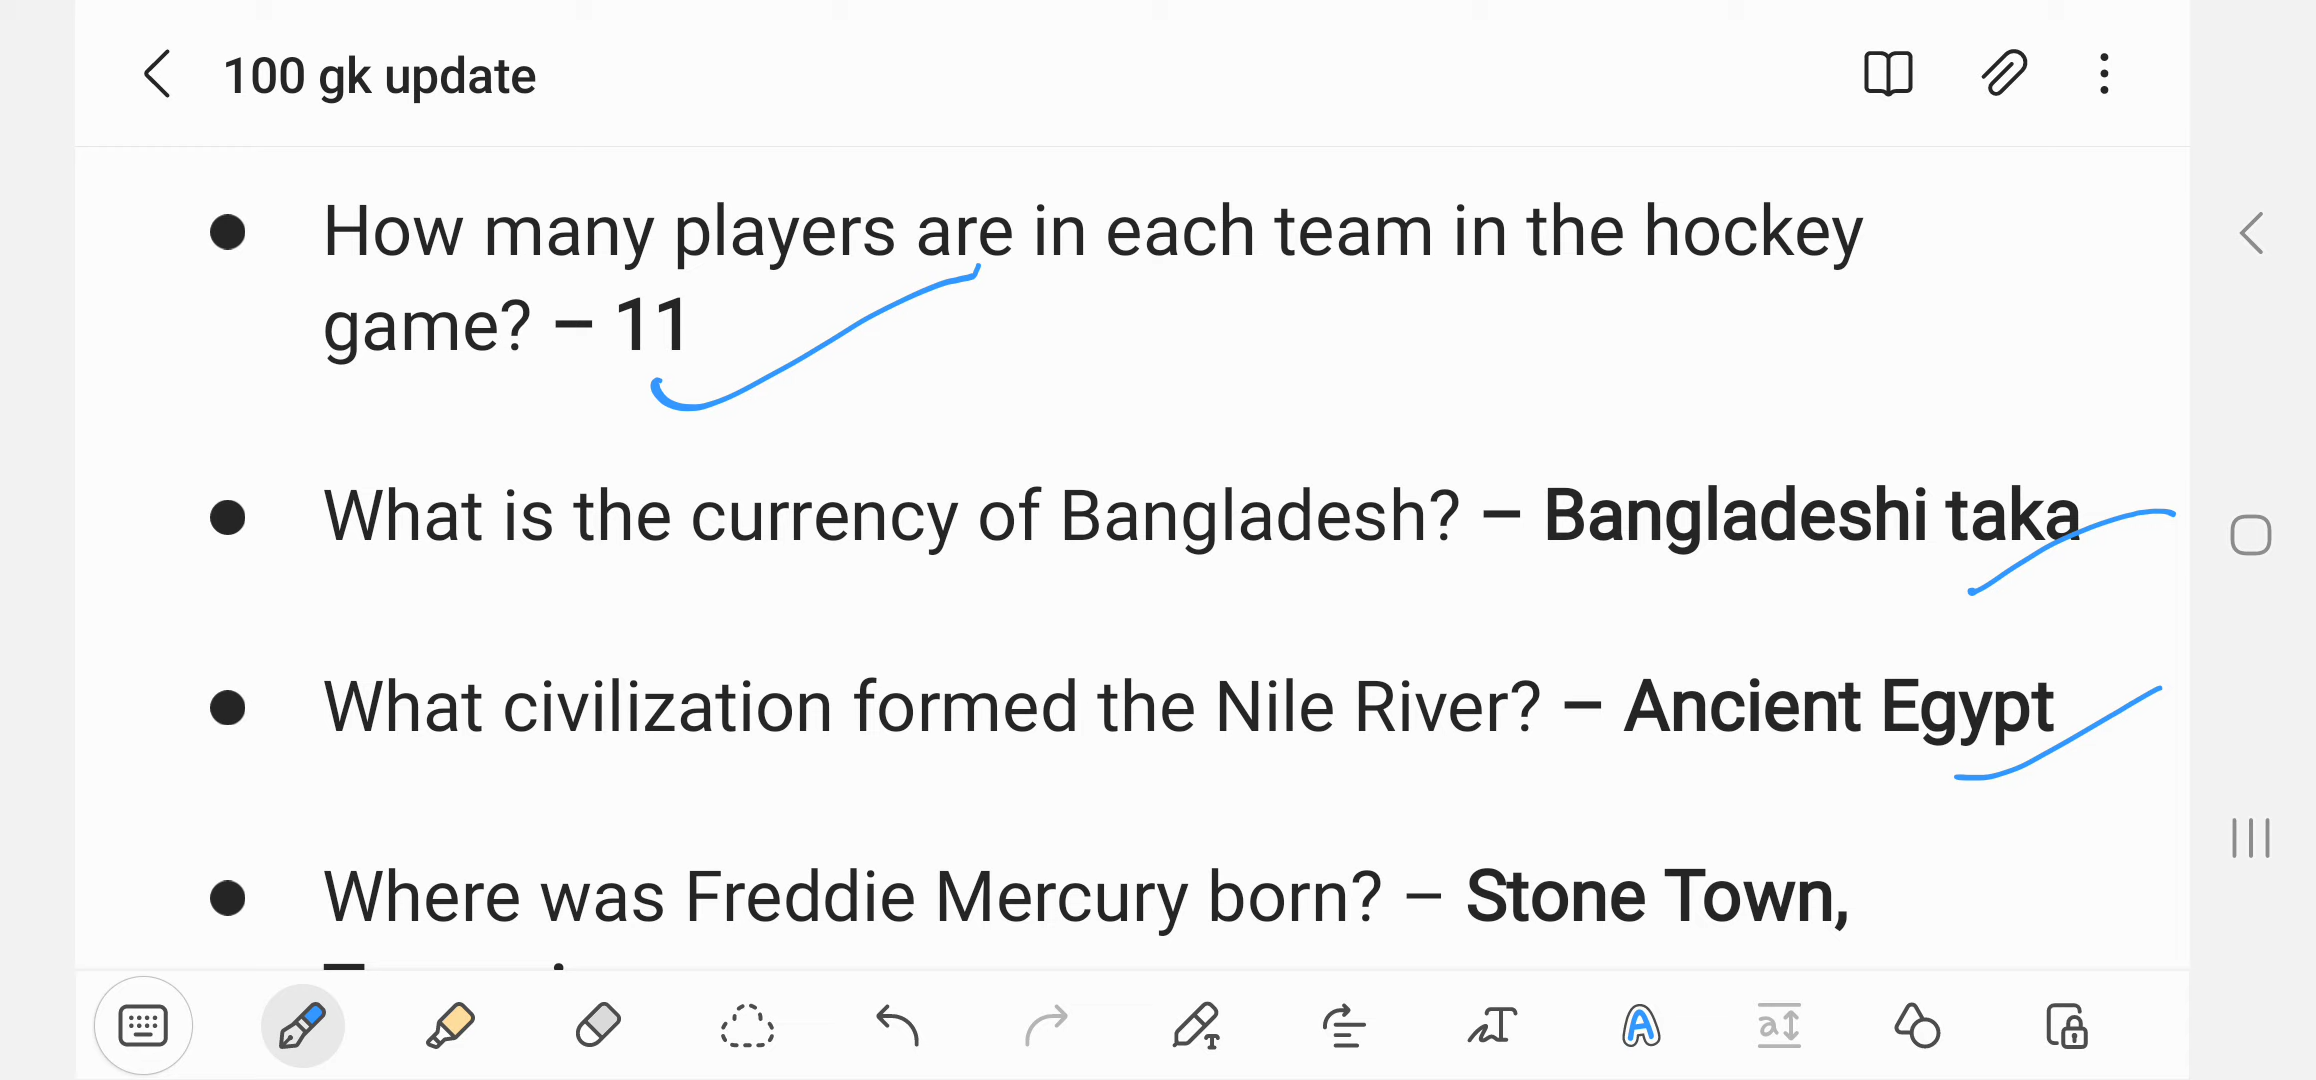 100 gk update
● How many players are in each team in the hockey
game? – 11
● What is the currency of Bangladesh? – Bangladeshi taka
● What civilization formed the Nile River? – Ancient Egypt
● Where was Freddie Mercury born? – Stone Town,